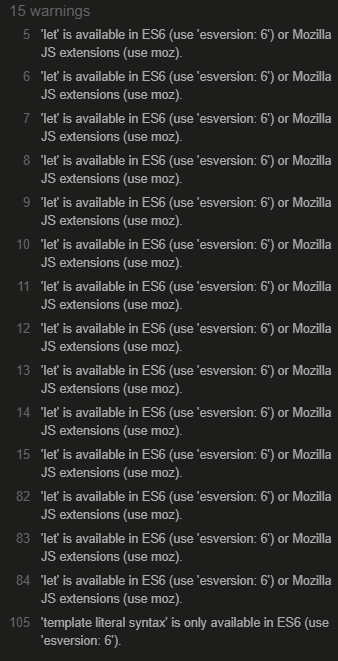 15 warnings
5 'let' is available in ES6 (use 'esversion: 6') or Mozilla
JS extensions (use moz).
6 'let' is available in ES6 (use 'esversion: 6') or Mozilla
JS extensions (use moz).
7 'let' is available in ES6 (use 'esversion: 6') or Mozilla
JS extensions (use moz).
8 'let' is available in ES6 (use 'esversion: 6') or Mozilla
JS extensions (use moz).
9 'let' is available in ES6 (use 'esversion: 6') or Mozilla
JS extensions (use moz).
10 'let' is available in ES6 (use 'esversion: 6') or Mozilla
JS extensions (use moz).
11 'let' is available in ES6 (use 'esversion: 6') or Mozilla
JS extensions (use moz).
12 'let' is available in ES6 (use 'esversion: 6') or Mozilla
JS extensions (use moz).
13 'let' is available in ES6 (use 'esversion: 6') or Mozilla
JS extensions (use moz).
14 'let' is available in ES6 (use 'esversion: 6') or Mozilla
JS extensions (use moz).
15 'let' is available in ES6 (use 'esversion: 6') or Mozilla
JS extensions (use moz).
82 'let' is available in ES6 (use 'esversion: 6') or Mozilla
JS extensions (use moz).
83 'let' is available in ES6 (use 'esversion: 6') or Mozilla
JS extensions (use moz).
84 'let' is available in ES6 (use 'esversion: 6') or Mozilla
JS extensions (use moz).
105 'template literal syntax' is only available in ES6 (use
'esversion: 6').